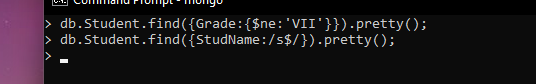 Command Prompt - mongo
> db.Student.find({Grade:{$ne:'VII'}}).pretty();
> db.Student.find({StudName:/s$/}).pretty();
>